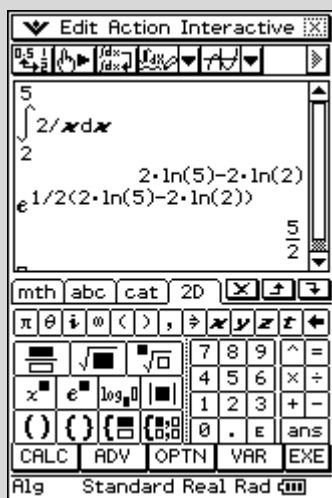 Edit Action Interactive
5
∫ 2/x dx
2
2·ln(5)-2·ln(2)
e^1/2(2·ln(5)-2·ln(2))
5
2
mth abc cat 2D
π θ i ∞ ( ) , ⇒ x y z t ←
7 8 9 ^ =
4 5 6 × ÷
1 2 3 + -
0 . E ans
x e log
CALC ADV OPTN VAR EXE
Alg Standard Real Rad